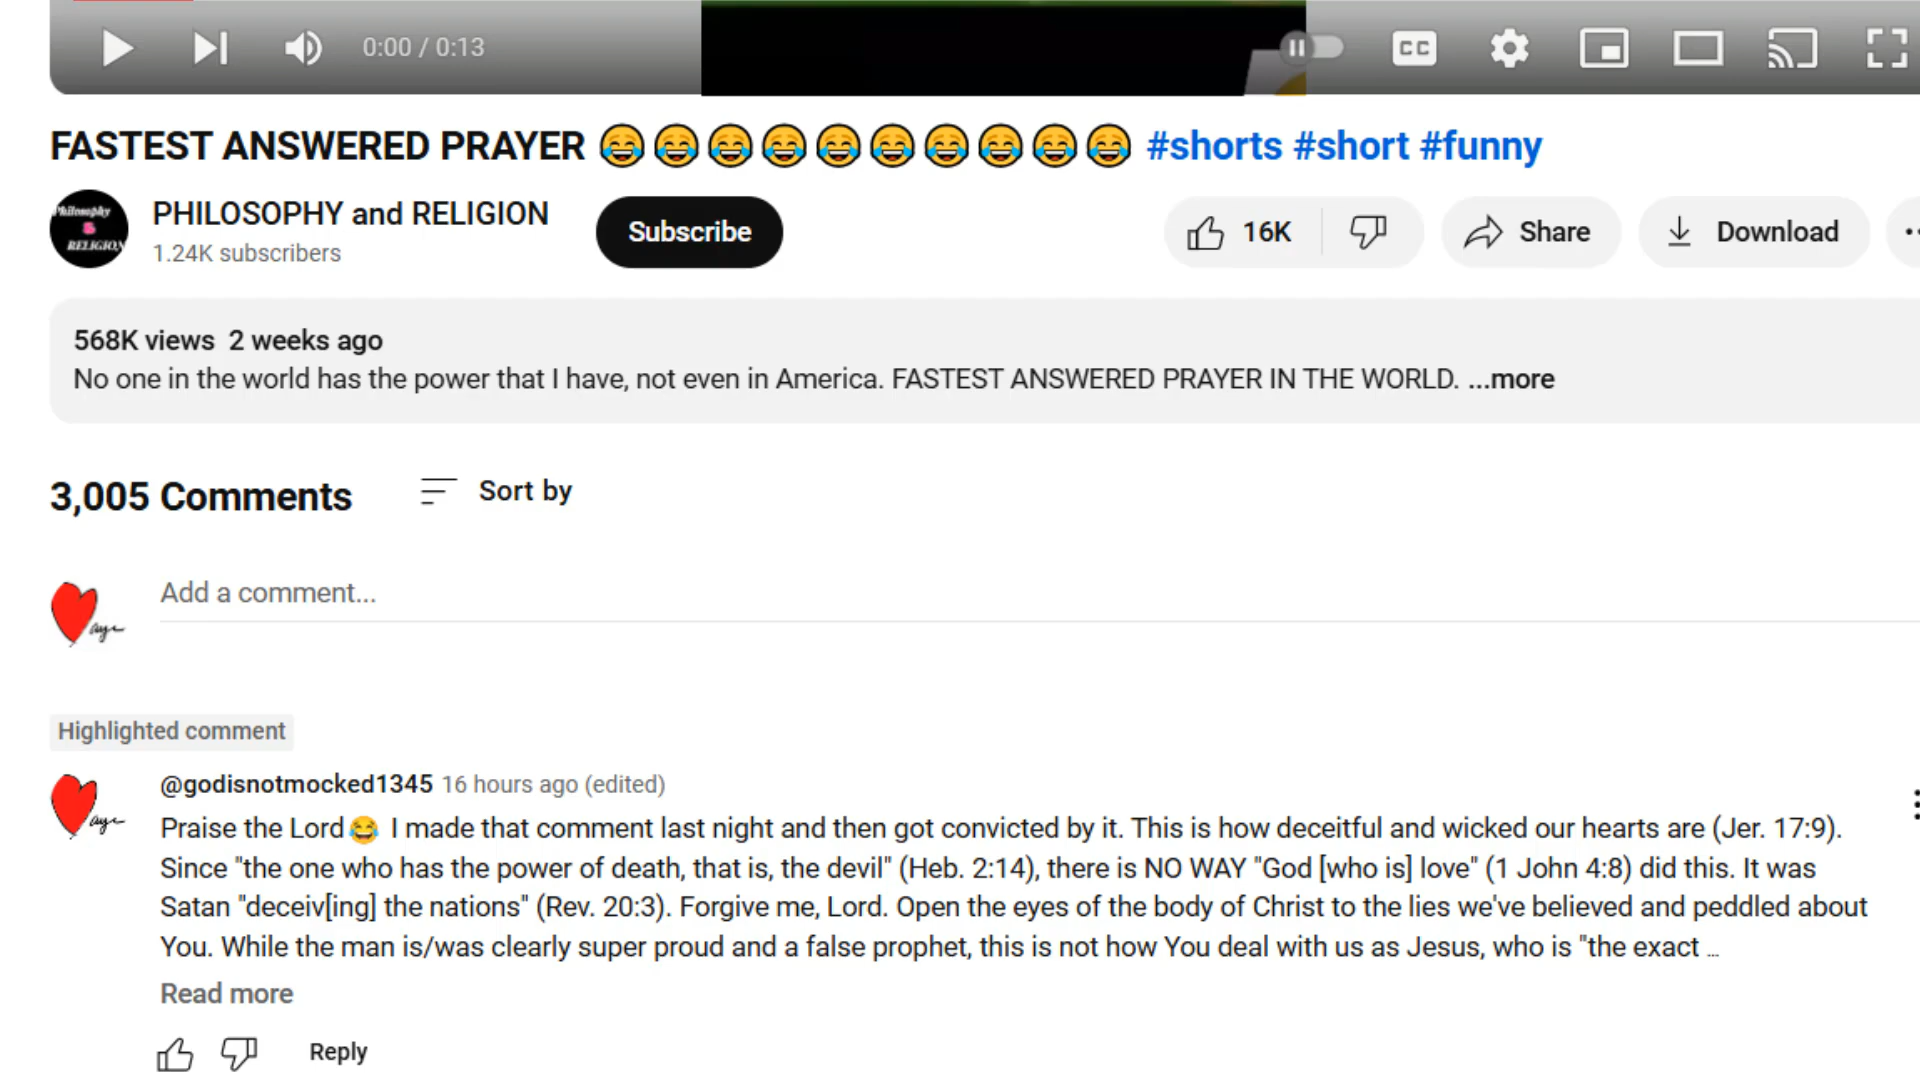 0:00 / 0:13
CC
FASTEST ANSWERED PRAYER 😂😂😂😂😂😂😂😂😂😂 #shorts #short #funny
Philosophy
&
RELIGION
PHILOSOPHY and RELIGION
1.24K subscribers
Subscribe
16K
Share
Download
568K views 2 weeks ago
No one in the world has the power that I have, not even in America. FASTEST ANSWERED PRAYER IN THE WORLD. ...more
3,005 Comments
Sort by
Add a comment...
Highlighted comment
@godisnotmocked1345 16 hours ago (edited)
Praise the Lord😂 I made that comment last night and then got convicted by it. This is how deceitful and wicked our hearts are (Jer. 17:9).
Since "the one who has the power of death, that is, the devil" (Heb. 2:14), there is NO WAY "God [who is] love" (1 John 4:8) did this. It was
Satan "deceiv[ing] the nations" (Rev. 20:3). Forgive me, Lord. Open the eyes of the body of Christ to the lies we've believed and peddled about
You. While the man is/was clearly super proud and a false prophet, this is not how You deal with us as Jesus, who is "the exact ...
Read more
Reply